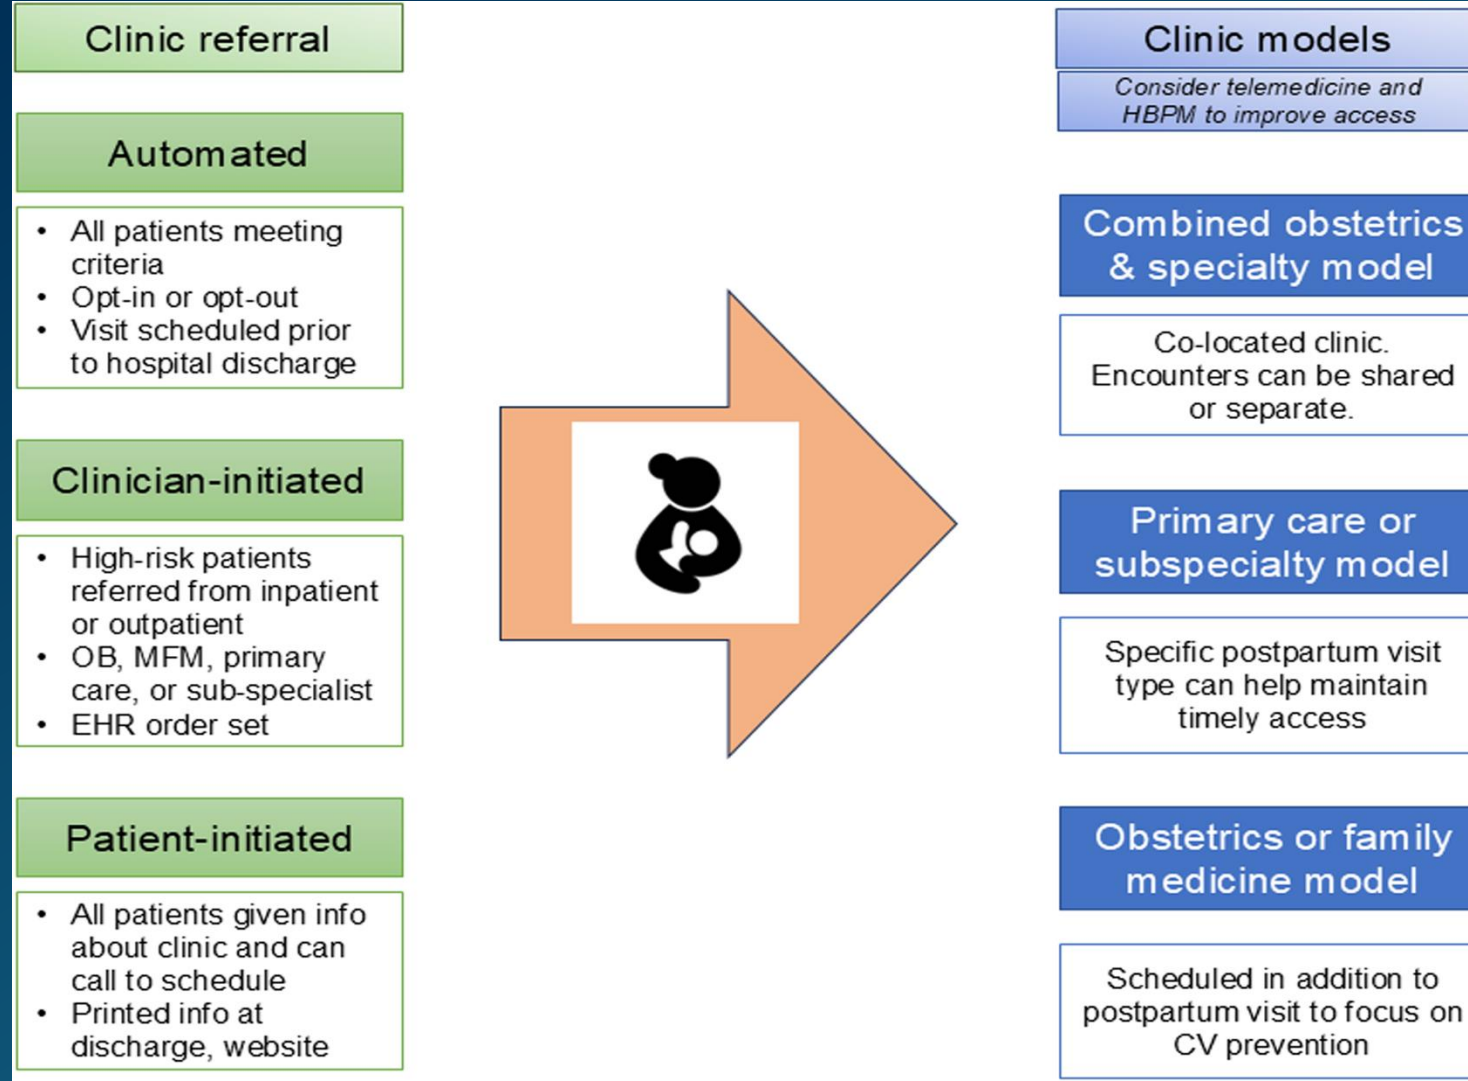 Clinic referral
Automated
• All patients meeting
criteria
• Opt-in or opt-out
• Visit scheduled prior
to hospital discharge
Clinician-initiated
• High-risk patients
referred from inpatient
or outpatient
• OB, MFM, primary
care, or sub-specialist
• EHR order set
Patient-initiated
• All patients given info
about clinic and can
call to schedule
• Printed info at
discharge, website
Clinic models
Consider telemedicine and
HBPM to improve access
Combined obstetrics
& specialty model
Co-located clinic.
Encounters can be shared
or separate.
Primary care or
subspecialty model
Specific postpartum visit
type can help maintain
timely access
Obstetrics or family
medicine model
Scheduled in addition to
postpartum visit to focus on
CV prevention